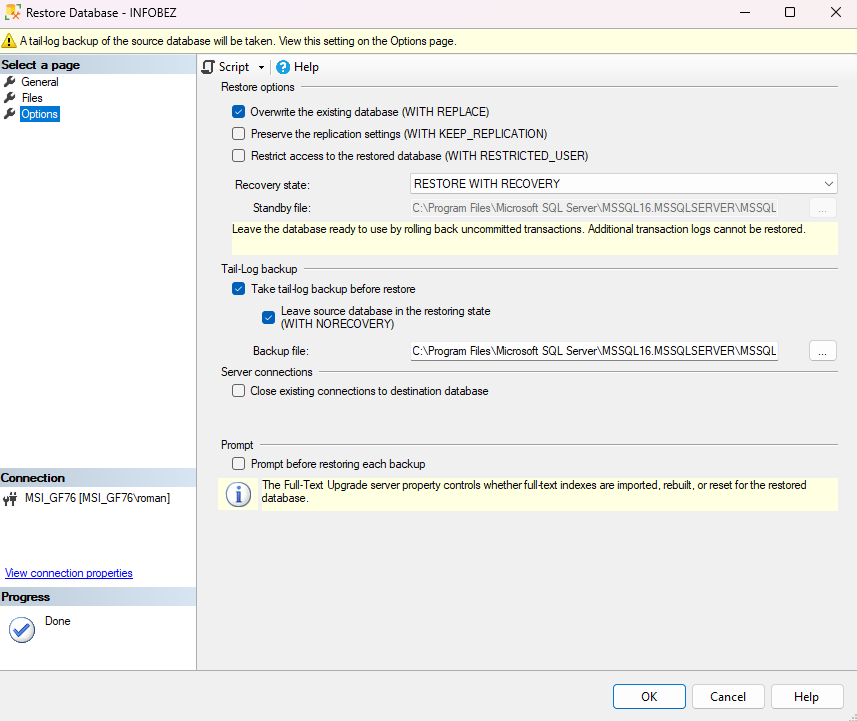 Restore Database - INFOBEZ
A tail-log backup of the source database will be taken. View this setting on the Options page.
Select a page
General
Files
Options
Script
Help
Restore options
Overwrite the existing database (WITH REPLACE)
Preserve the replication settings (WITH KEEP_REPLICATION)
Restrict access to the restored database (WITH RESTRICTED_USER)
Recovery state:
RESTORE WITH RECOVERY
Standby file:
C:\Program Files\Microsoft SQL Server\MSSQL16.MSSQLSERVER\MSSQL
...
Leave the database ready to use by rolling back uncommitted transactions. Additional transaction logs cannot be restored.
Tail-Log backup
Take tail-log backup before restore
Leave source database in the restoring state
(WITH NORECOVERY)
Backup file:
C:\Program Files\Microsoft SQL Server\MSSQL16.MSSQLSERVER\MSSQL
...
Server connections
Close existing connections to destination database
Prompt
Prompt before restoring each backup
The Full-Text Upgrade server property controls whether full-text indexes are imported, rebuilt, or reset for the restored
database.
Connection
MSI_GF76 [MSI_GF76\roman]
View connection properties
Progress
Done
OK
Cancel
Help